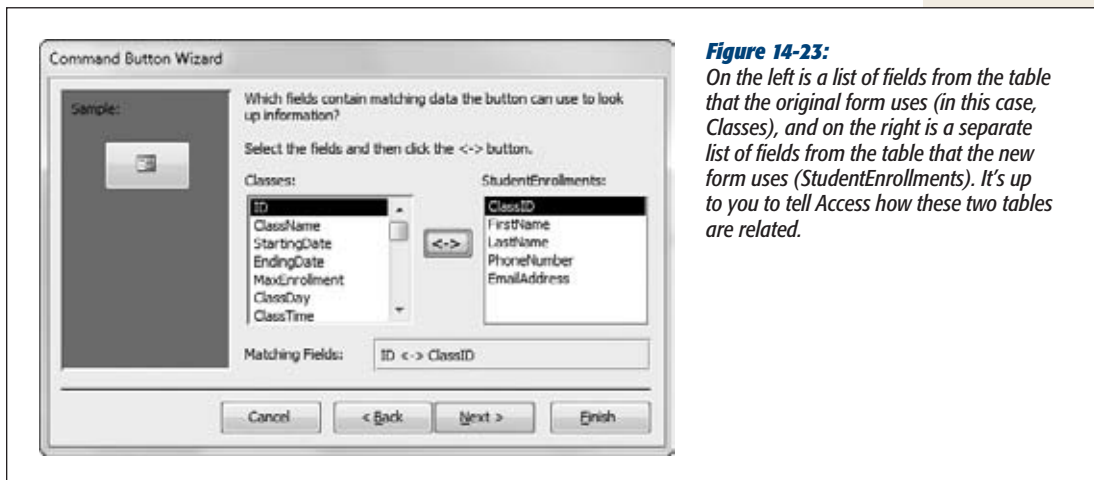 Command Button Wizard
Sample:
Which fields contain matching data the button can use to look
up information?
Select the fields and then click the <-> button.
Classes:
ID
ClassName
StartingDate
EndingDate
MaxEnrolment
ClassDay
ClassTime
<->
StudentEnrollments:
ClassID
FirstName
LastName
PhoneNumber
EmailAddress
Matching Fields:
ID <-> ClassID
Cancel
< Back
Next >
Finish
Figure 14-23:
On the left is a list of fields from the table
that the original form uses (in this case,
Classes), and on the right is a separate
list of fields from the table that the new
form uses (StudentEnrollments). It's up
to you to tell Access how these two tables
are related.